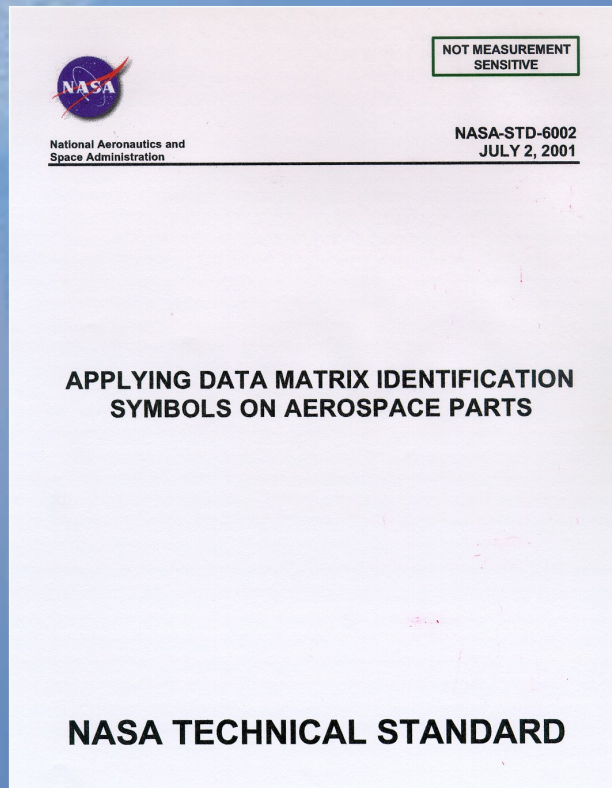 NOT MEASUREMENT
SENSITIVE
NASA
National Aeronautics and
Space Administration
NASA-STD-6002
JULY 2, 2001
APPLYING DATA MATRIX IDENTIFICATION
SYMBOLS ON AEROSPACE PARTS
NASA TECHNICAL STANDARD